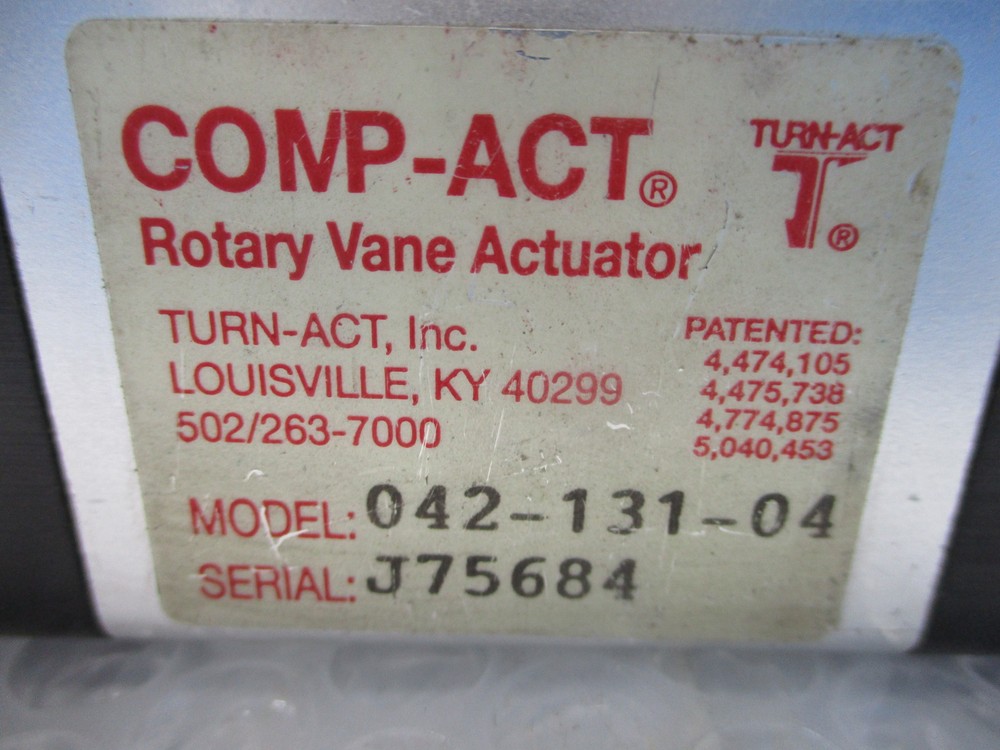 COMP-ACT®
TURN-ACT
T®
Rotary Vane Actuator
TURN-ACT, Inc.
LOUISVILLE, KY 40299
502/263-7000
PATENTED:
4,474,105
4,475,738
4,774,875
5,040,453
MODEL: 042-131-04
SERIAL: J75684